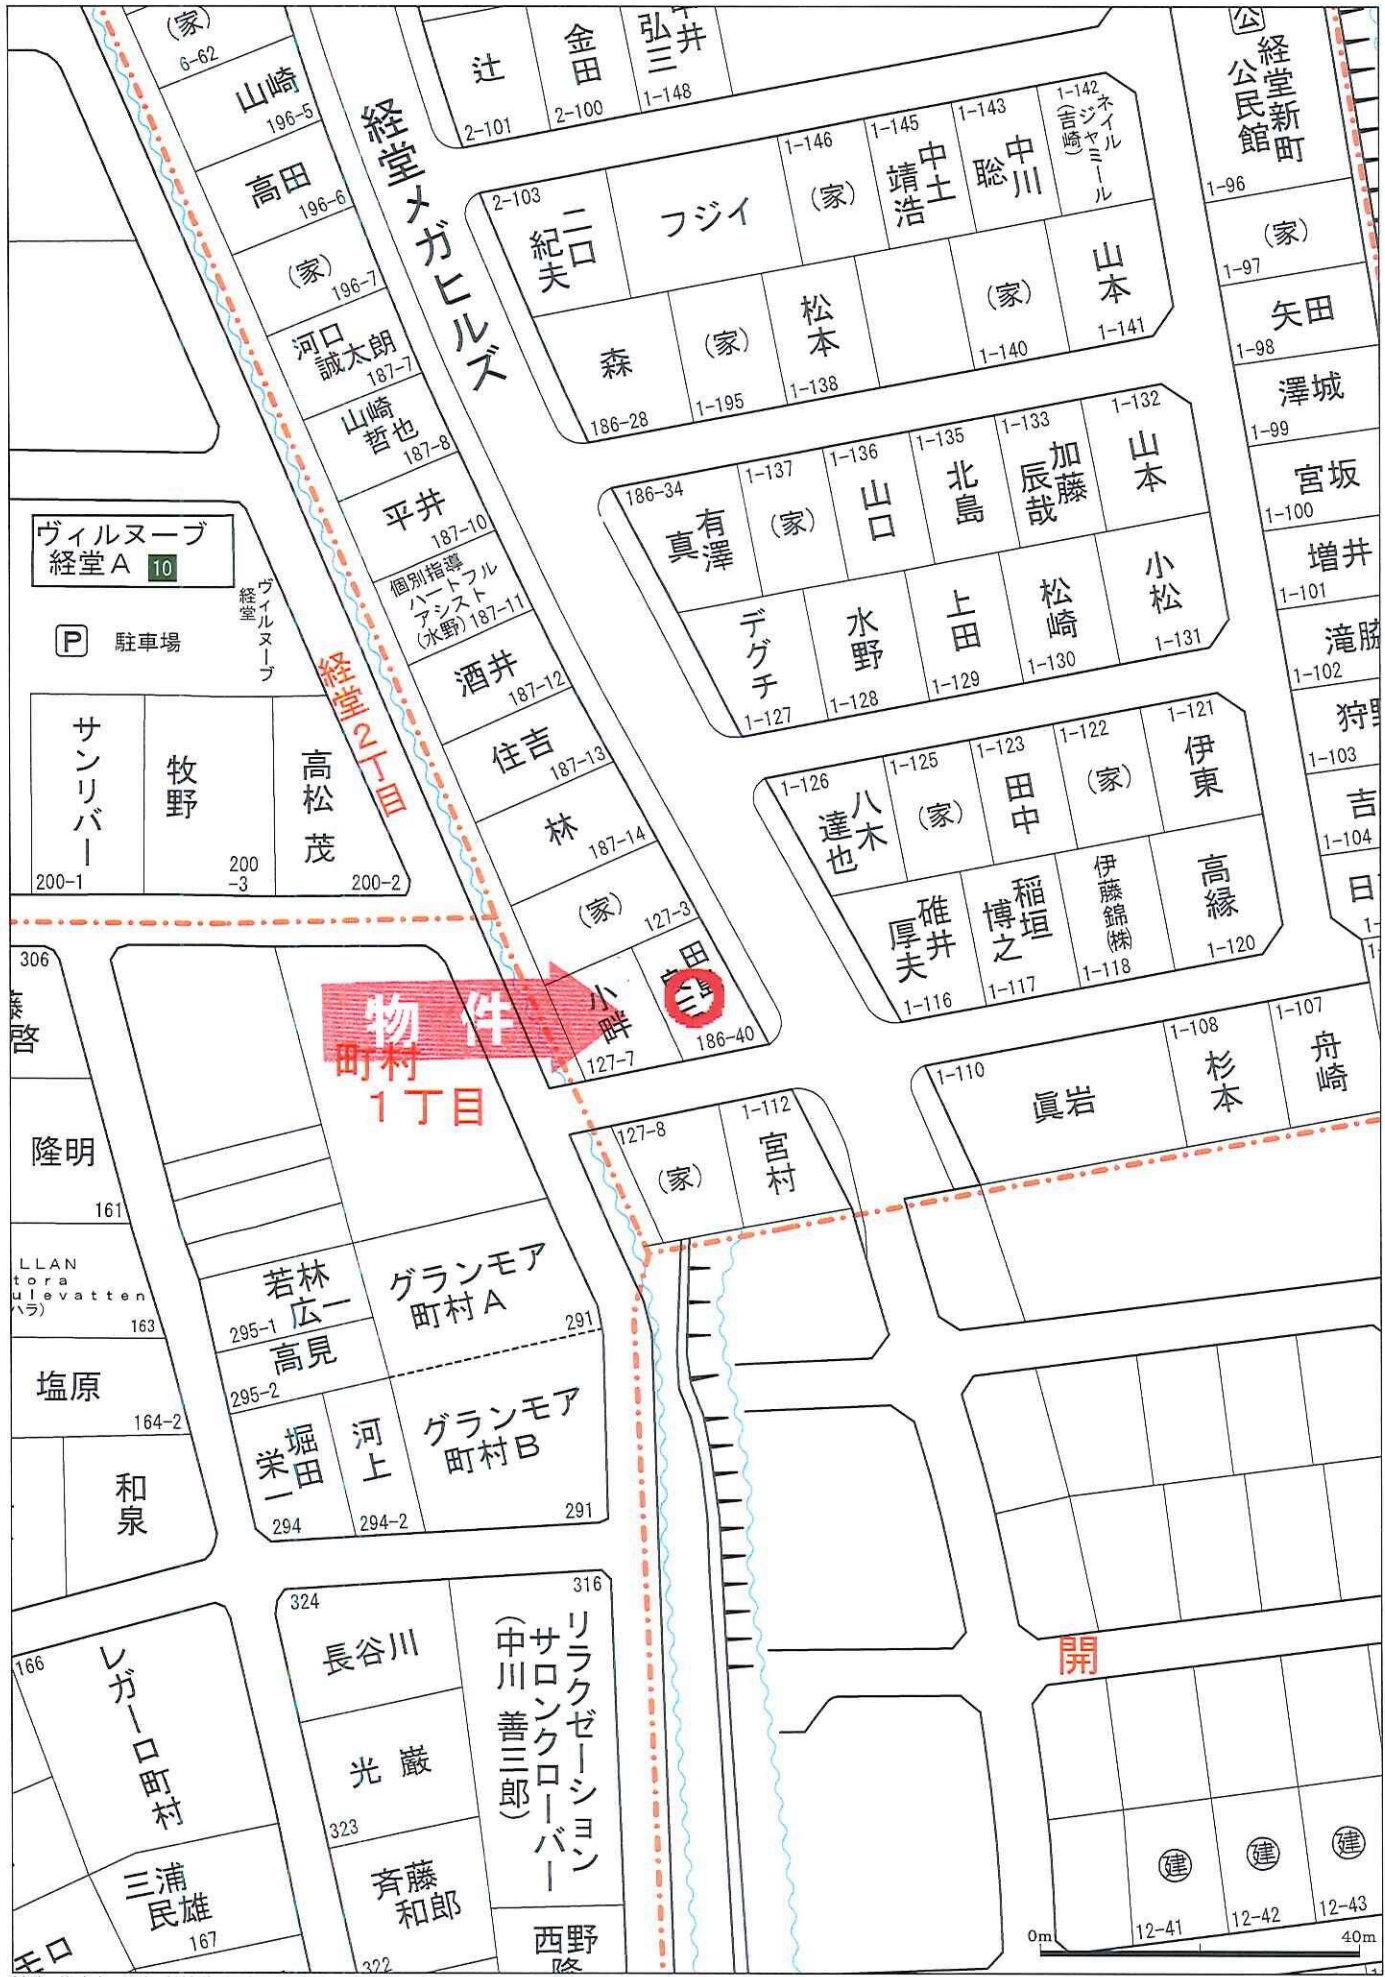 (家)
6-62
山崎
196-5
高田
196-6
(家)
196-7
河口
誠太朗
187-7
山崎
哲也
187-8
平井
187-10
個別指導
ハートフル
アシスト
(水野) 187-11
酒井
187-12
住吉
187-13
林
187-14
(家)
127-3
小
127-7
田
186-40
経堂メガヒルズ
辻
2-101
金田
2-100
弘三
1-148
2-103
二口
紀夫
フジイ
1-146
(家)
1-145
中土
靖浩
1-143
中川
聡
1-142
ネイル
ジャミール
(吉崎)
森
186-28
(家)
1-195
松本
1-138
(家)
1-140
山本
1-141
公
経堂新町
公民館
1-96
(家)
1-97
矢田
1-98
澤城
1-99
宮坂
1-100
増井
1-101
滝脇
1-102
1-103
吉
1-104
日
186-34
有澤
真
1-137
(家)
1-136
山口
1-135
北島
1-133
加藤
辰哉
1-132
山本
デグチ
1-127
水野
1-128
上田
1-129
松崎
1-130
小松
1-131
1-126
八木
達也
1-125
(家)
1-123
田中
1-122
(家)
1-121
伊東
碓井
厚夫
1-116
稲垣
博之
1-117
伊藤錦㈱
1-118
高縁
1-120
ヴィルヌーブ
経堂A 10
ヴィルヌーブ
経堂
P 駐車場
サンリバー
200-1
牧野
200
-3
高松 茂
200-2
経堂2丁目
物件
町村
1丁目
127-8
(家)
1-112
宮村
1-110
眞岩
1-108
杉本
1-107
舟崎
306
啓
隆明
161
LLAN
tora
ulevatten
ハラ)
163
塩原
164-2
和泉
若林
広一
295-1
高見
295-2
堀田
栄一
294
河上
294-2
グランモア
町村A
291
グランモア
町村B
291
166
レガーロ町村
三浦
民雄
167
モロ
324
長谷川
光巌
323
斉藤
和郎
322
316
リラクゼーション
サロンクローバー
(中川 善三郎)
西野
開
建
12-41
建
12-42
建
12-43
0m
40m